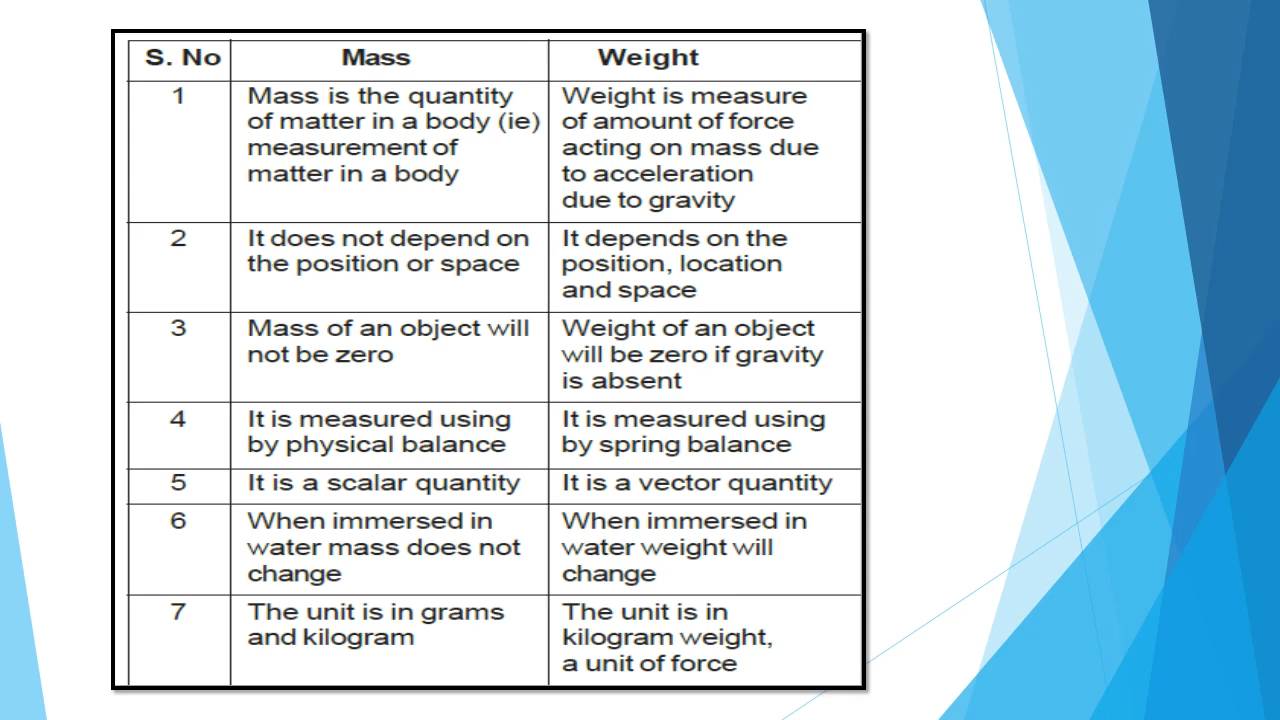 S. No Mass Weight
1 Mass is the quantity Weight is measure
of matter in a body (ie) of amount of force
measurement of acting on mass due
matter in a body to acceleration
due to gravity
2 It does not depend on It depends on the
the position or space position, location
and space
3 Mass of an object will Weight of an object
not be zero will be zero if gravity
is absent
4 It is measured using It is measured using
by physical balance by spring balance
5 It is a scalar quantity It is a vector quantity
6 When immersed in When immersed in
water mass does not water weight will
change change
7 The unit is in grams The unit is in
and kilogram kilogram weight,
a unit of force